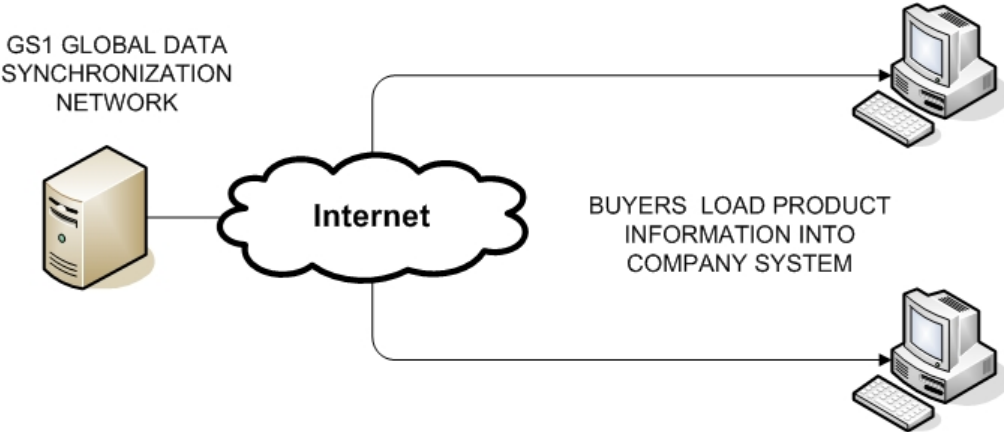 GS1 GLOBAL DATA
SYNCHRONIZATION
NETWORK
Internet
BUYERS LOAD PRODUCT
INFORMATION INTO
COMPANY SYSTEM